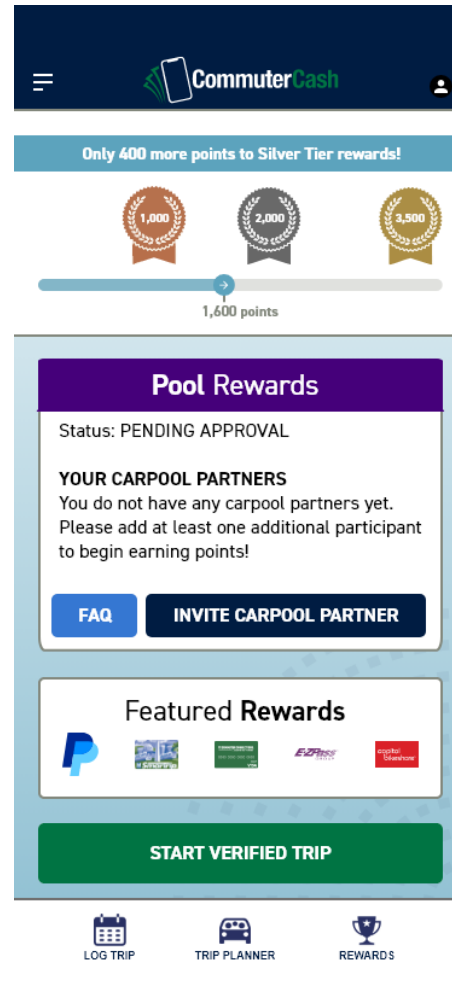 CommuterCash
Only 400 more points to Silver Tier rewards!
1,000
2,000
3,500
1,600 points
Pool Rewards
Status: PENDING APPROVAL
YOUR CARPOOL PARTNERS
You do not have any carpool partners yet.
Please add at least one additional participant
to begin earning points!
FAQ
INVITE CARPOOL PARTNER
Featured Rewards
E-ZPass
capital
bikeshare
START VERIFIED TRIP
LOG TRIP
TRIP PLANNER
REWARDS